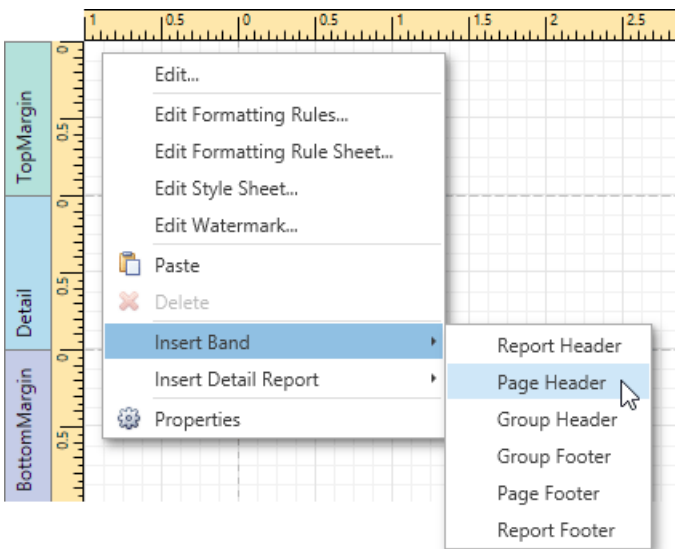 1 0.5 0 0.5 1 1.5 2 2.5
TopMargin
0
0.5
Detail
0
0.5
BottomMargin
0
0.5
Edit...
Edit Formatting Rules...
Edit Formatting Rule Sheet...
Edit Style Sheet...
Edit Watermark...
Paste
Delete
Insert Band
Insert Detail Report
Properties
Report Header
Page Header
Group Header
Group Footer
Page Footer
Report Footer